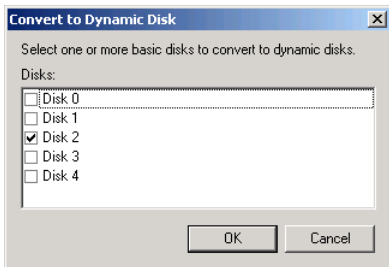 Convert to Dynamic Disk
Select one or more basic disks to convert to dynamic disks.
Disks:
Disk 0
Disk 1
Disk 2
Disk 3
Disk 4
OK Cancel